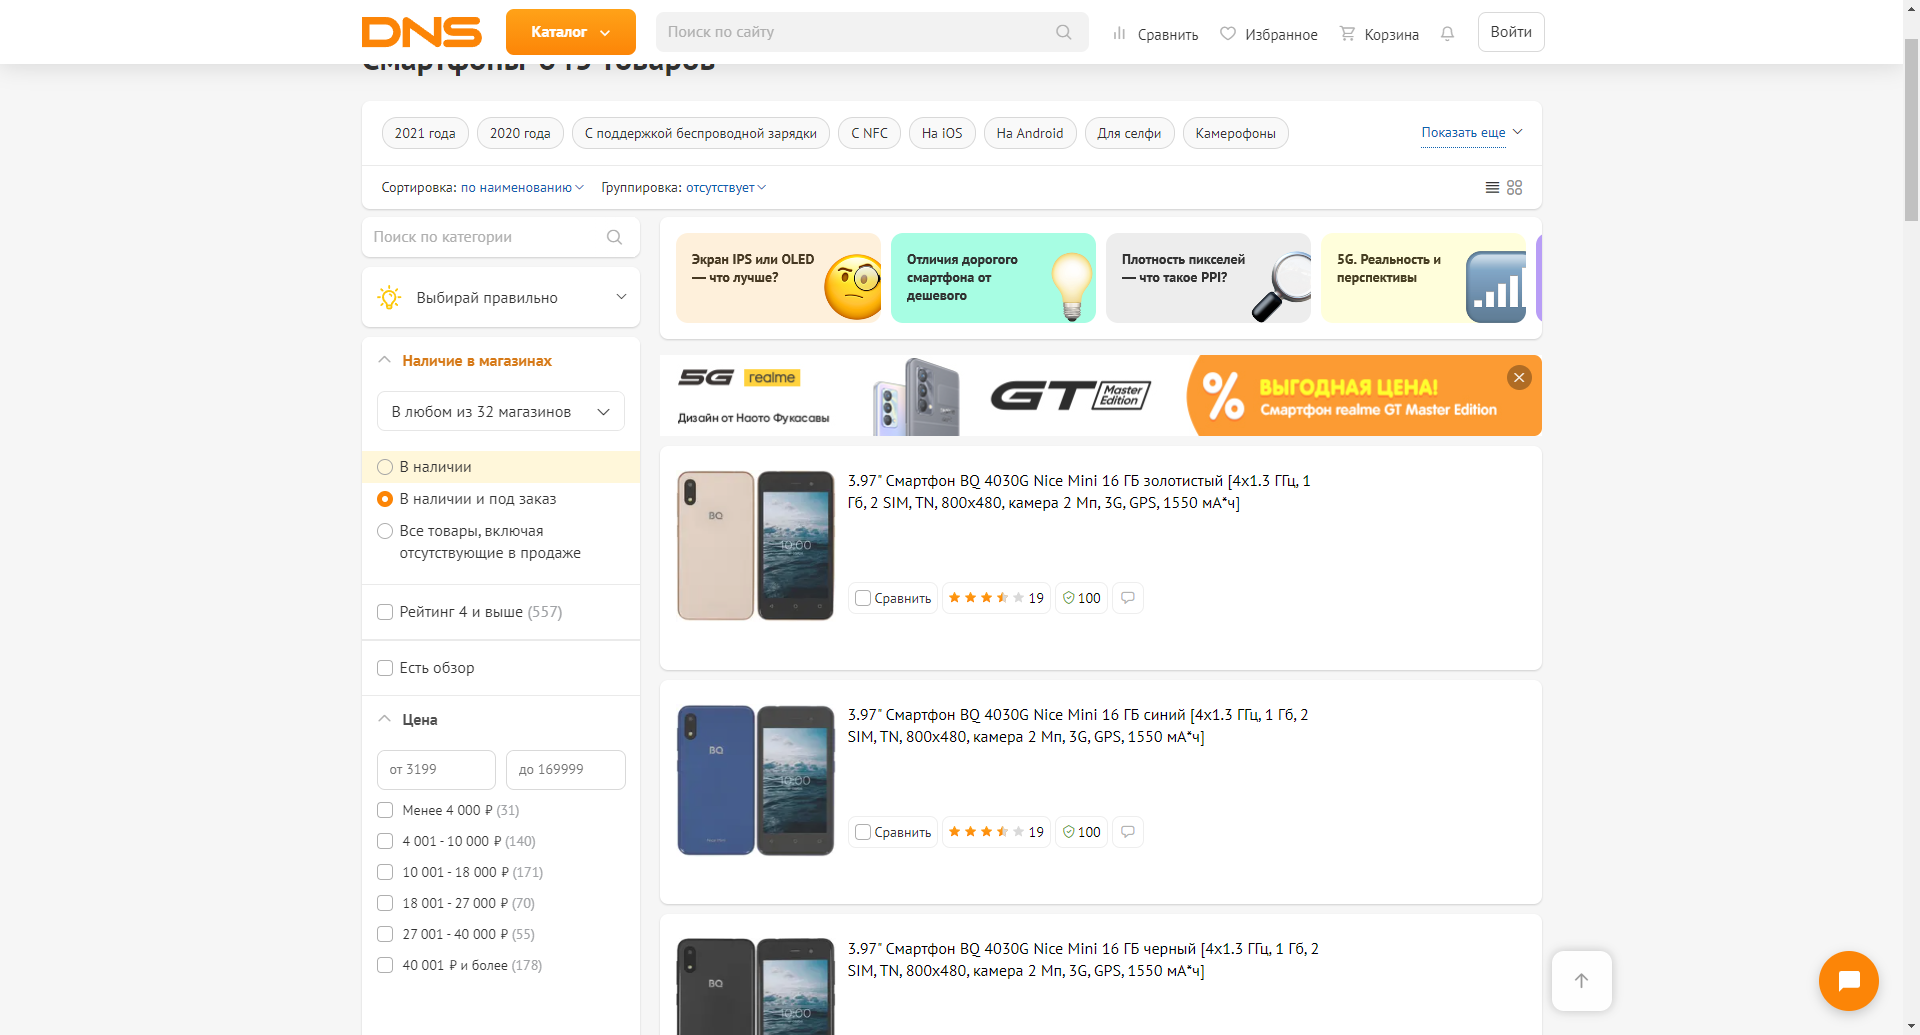 DNS
Каталог
Поиск по сайту
Сравнить
Избранное
Корзина
Войти
Смартфоны 645 товаров
2021 года
2020 года
С поддержкой беспроводной зарядки
С NFC
На iOS
На Android
Для селфи
Камерофоны
Показать еще
Сортировка: по наименованию
Группировка: отсутствует
Поиск по категории
Выбирай правильно
Наличие в магазинах
В любом из 32 магазинов
В наличии
В наличии и под заказ
Все товары, включая
отсутствующие в продаже
Рейтинг 4 и выше (557)
Есть обзор
Цена
от 3199
до 169999
Менее 4 000 ₽ (31)
4 001 - 10 000 ₽ (140)
10 001 - 18 000 ₽ (171)
18 001 - 27 000 ₽ (70)
27 001 - 40 000 ₽ (55)
40 001 ₽ и более (178)
Экран IPS или OLED
— что лучше?
Отличия дорогого
смартфона от
дешевого
Плотность пикселей
— что такое PPI?
5G. Реальность и
перспективы
5G realme
Дизайн от Наото Фукасавы
GT Master
Edition
% ВЫГОДНАЯ ЦЕНА!
Смартфон realme GT Master Edition
BQ
10:00
3.97" Смартфон BQ 4030G Nice Mini 16 ГБ золотистый [4x1.3 ГГц, 1
Гб, 2 SIM, TN, 800x480, камера 2 Мп, 3G, GPS, 1550 мА*ч]
Сравнить
19
100
BQ
10:00
3.97" Смартфон BQ 4030G Nice Mini 16 ГБ синий [4x1.3 ГГц, 1 Гб, 2
SIM, TN, 800x480, камера 2 Мп, 3G, GPS, 1550 мА*ч]
Сравнить
19
100
BQ
10:00
3.97" Смартфон BQ 4030G Nice Mini 16 ГБ черный [4x1.3 ГГц, 1 Гб, 2
SIM, TN, 800x480, камера 2 Мп, 3G, GPS, 1550 мА*ч]